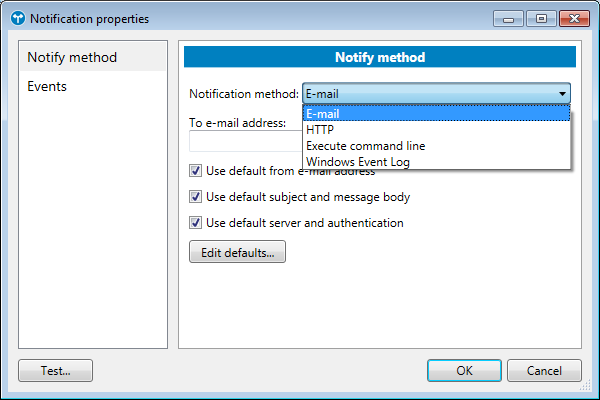 Notification properties
Notify method
Events
Notify method
Notification method: E-mail
E-mail
HTTP
Execute command line
Windows Event Log
To e-mail address:
Use default from e-mail address
Use default subject and message body
Use default server and authentication
Edit defaults...
Test...
OK
Cancel